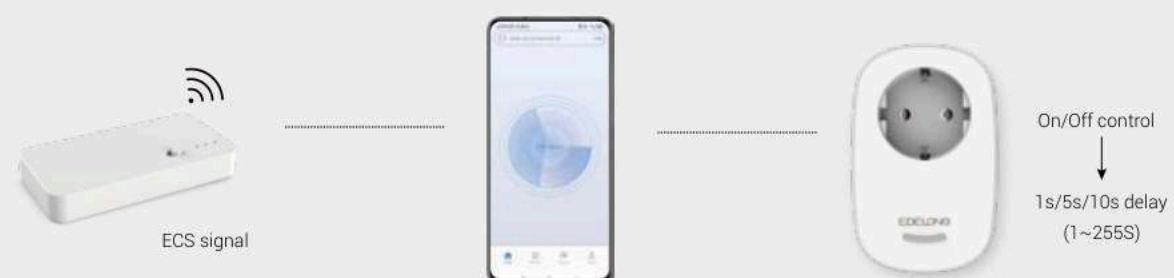 ECS signal
EDELONG
On/Off control
1s/5s/10s delay
(1~255S)